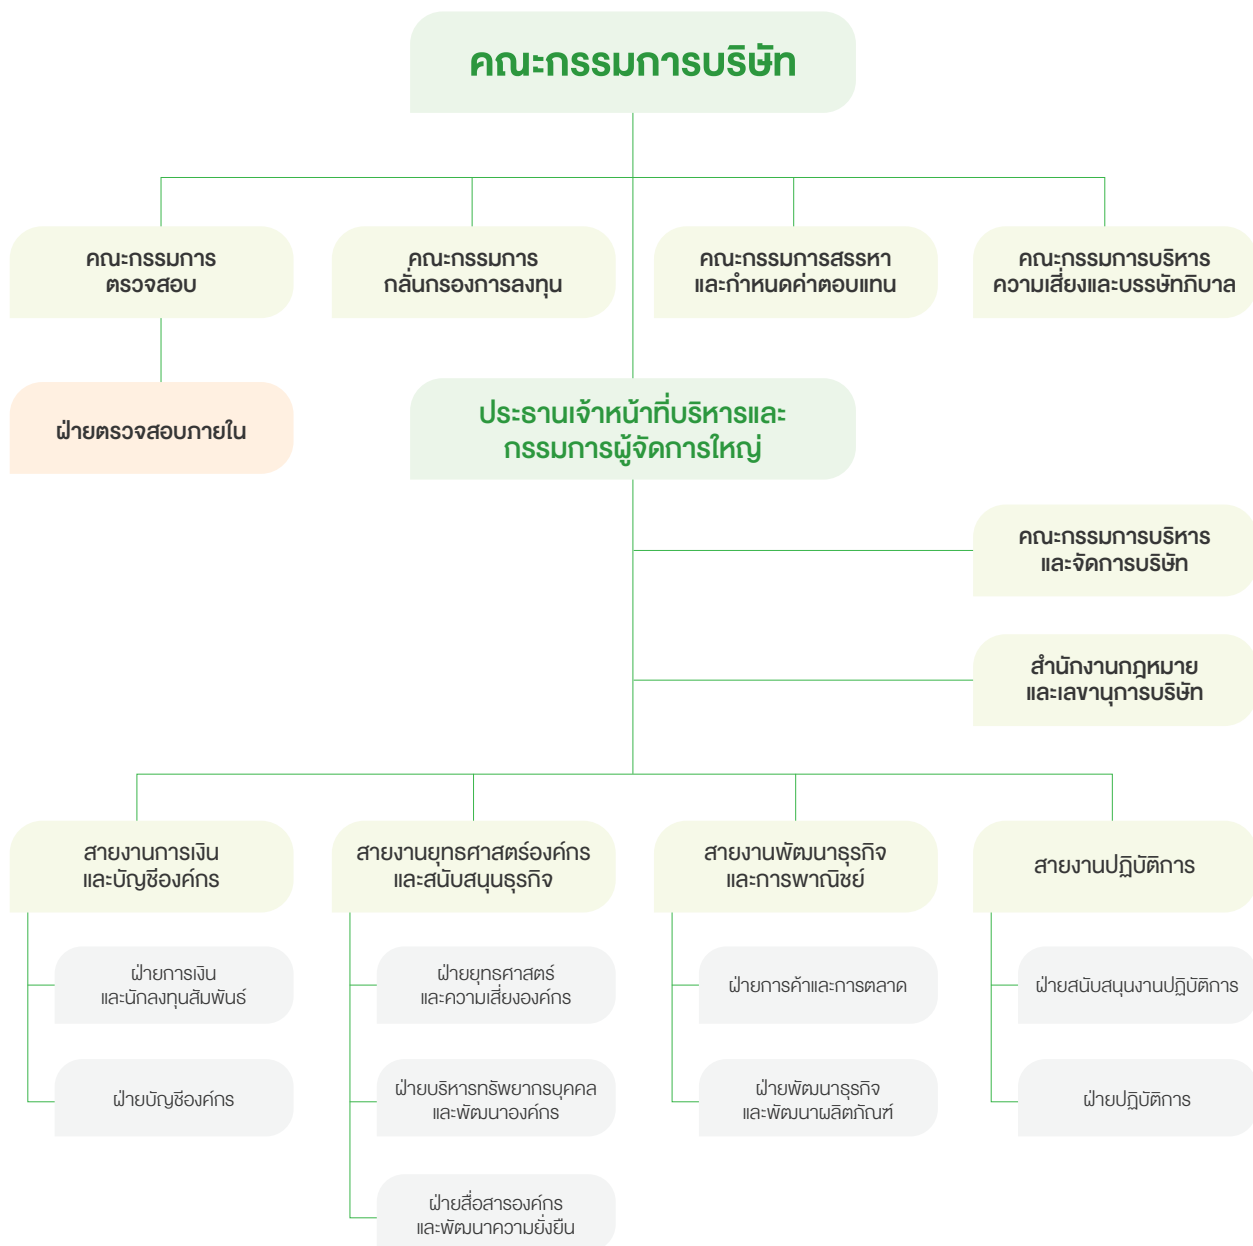 คณะกรรมการบริษัท
คณะกรรมการ
ตรวจสอบ
คณะกรรมการ
กลั่นกรองการลงทุน
คณะกรรมการสรรหา
และกำหนดค่าตอบแทน
คณะกรรมการบริหาร
ความเสี่ยงและบรรษัทภิบาล
ฝ่ายตรวจสอบภายใน
ประธานเจ้าหน้าที่บริหารและ
กรรมการผู้จัดการใหญ่
คณะกรรมการบริหาร
และจัดการบริษัท
สำนักงานกฎหมาย
และเลขานุการบริษัท
สายงานการเงิน
และบัญชีองค์กร
สายงานยุทธศาสตร์องค์กร
และสนับสนุนธุรกิจ
สายงานพัฒนาธุรกิจ
และการพาณิชย์
สายงานปฏิบัติการ
ฝ่ายการเงิน
และนักลงทุนสัมพันธ์
ฝ่ายยุทธศาสตร์
และความเสี่ยงองค์กร
ฝ่ายการค้าและการตลาด
ฝ่ายสนับสนุนงานปฏิบัติการ
ฝ่ายบัญชีองค์กร
ฝ่ายบริหารทรัพยากรบุคคล
และพัฒนาองค์กร
ฝ่ายพัฒนาธุรกิจ
และพัฒนาผลิตภัณฑ์
ฝ่ายปฏิบัติการ
ฝ่ายสื่อสารองค์กร
และพัฒนาความยั่งยืน